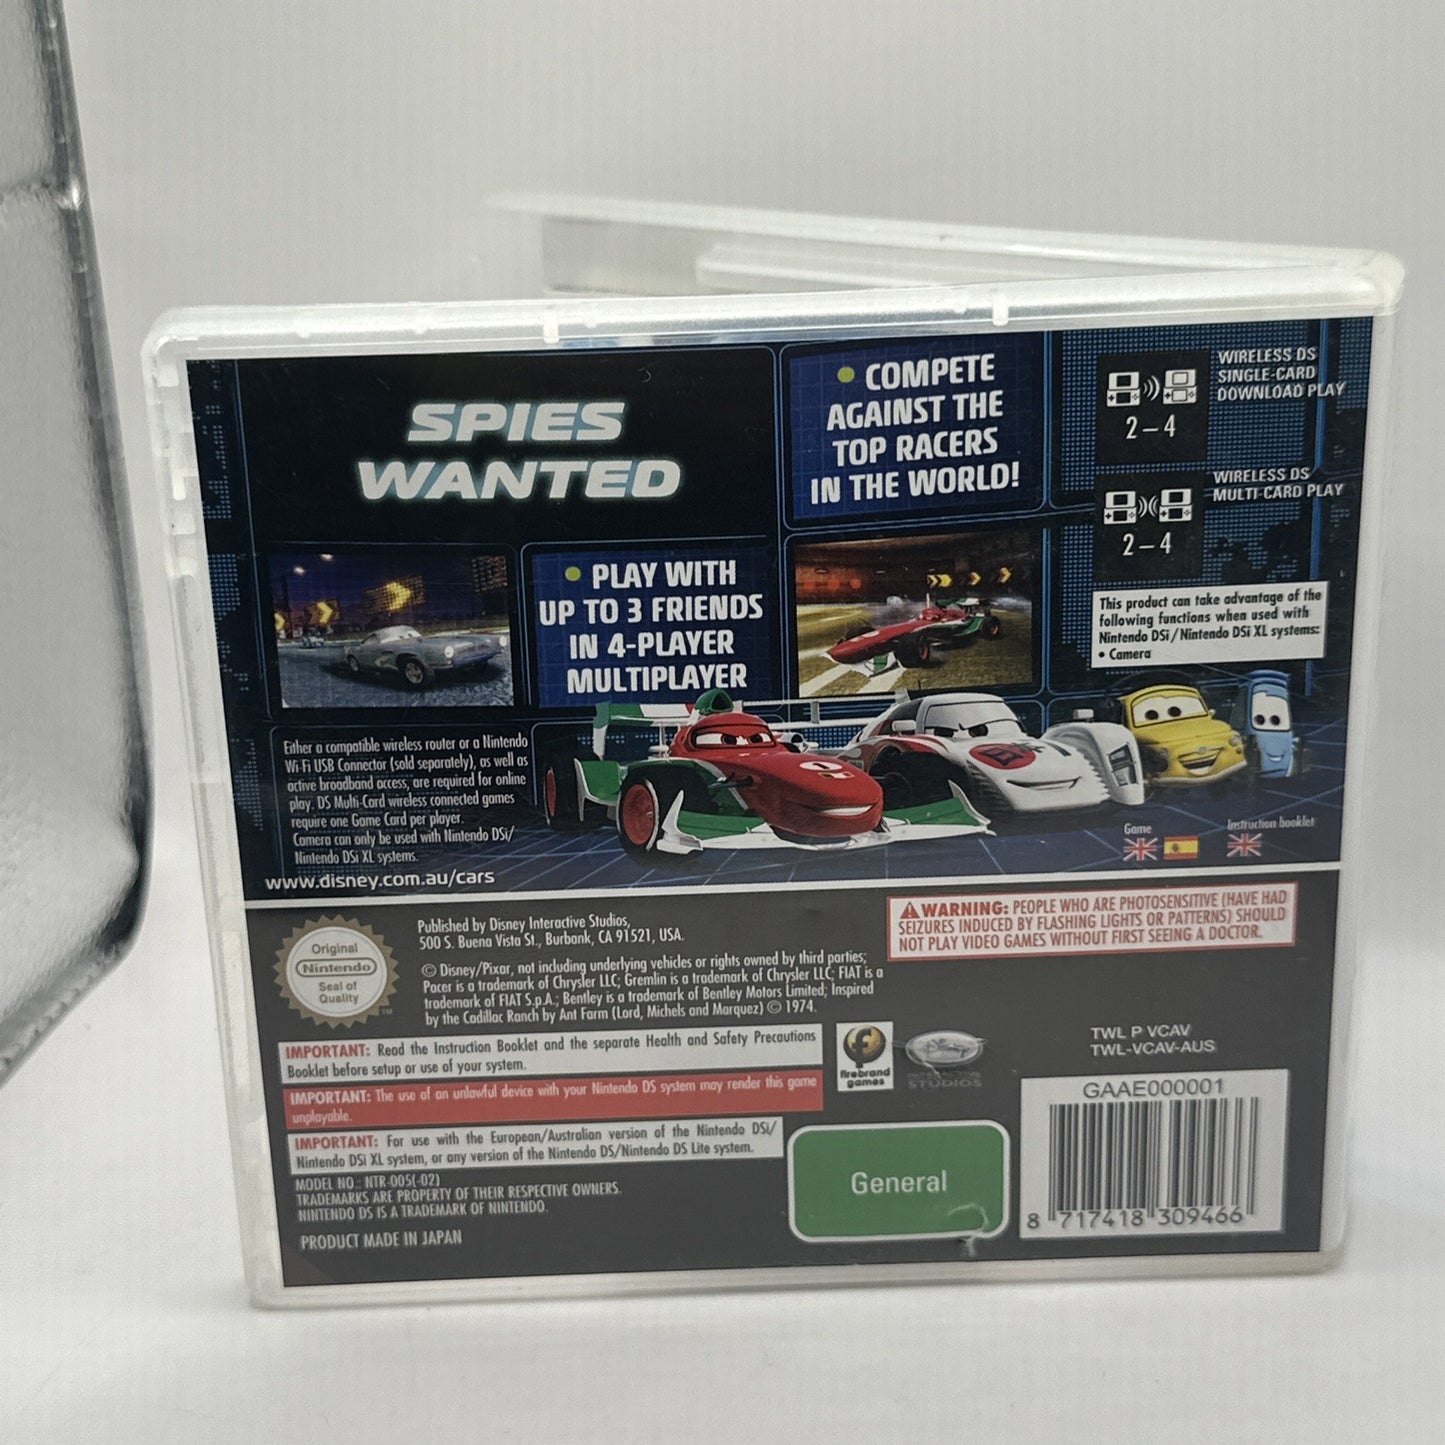 SPIES
WANTED
• COMPETE
AGAINST THE
TOP RACERS
IN THE WORLD!
WIRELESS DS
SINGLE-CARD
DOWNLOAD PLAY
2 – 4
WIRELESS DS
MULTI-CARD PLAY
2 – 4
• PLAY WITH
UP TO 3 FRIENDS
IN 4-PLAYER
MULTIPLAYER
This product can take advantage of the
following functions when used with
Nintendo DSi/Nintendo DSi XL systems:
• Camera
Either a compatible wireless router or a Nintendo
Wi-Fi USB Connector (sold separately), as well as
active broadband access, are required for online
play. DS Multi-Card wireless connected games
require one Game Card per player.
Camera can only be used with Nintendo DSi/
Nintendo DSi XL systems.
www.disney.com.au/cars
1
Game
Instruction booklet
Original
Nintendo
Seal of
Quality
TM
Published by Disney Interactive Studios,
500 S. Buena Vista St., Burbank, CA 91521, USA.
© Disney/Pixar, not including underlying vehicles or rights owned by third parties;
Pacer is a trademark of Chrysler LLC; Gremlin is a trademark of Chrysler LLC; FIAT is a
trademark of FIAT S.p.A.; Bentley is a trademark of Bentley Motors Limited; Inspired
by the Cadillac Ranch by Ant Farm (Lord, Michels and Marquez) © 1974.
WARNING: PEOPLE WHO ARE PHOTOSENSITIVE (HAVE HAD
SEIZURES INDUCED BY FLASHING LIGHTS OR PATTERNS) SHOULD
NOT PLAY VIDEO GAMES WITHOUT FIRST SEEING A DOCTOR.
IMPORTANT: Read the Instruction Booklet and the separate Health and Safety Precautions
Booklet before setup or use of your system.
IMPORTANT: The use of an unlawful device with your Nintendo DS system may render this game
unplayable.
IMPORTANT: For use with the European/Australian version of the Nintendo DSi/
Nintendo DSi XL system, or any version of the Nintendo DS/Nintendo DS Lite system.
MODEL NO.: NTR-005(-02)
TRADEMARKS ARE PROPERTY OF THEIR RESPECTIVE OWNERS.
NINTENDO DS IS A TRADEMARK OF NINTENDO.
PRODUCT MADE IN JAPAN
firebrand
games
Disney
INTERACTIVE
STUDIOS
General
TWL P VCAV
TWL-VCAV-AUS
GAAE000001
8 717418 309466